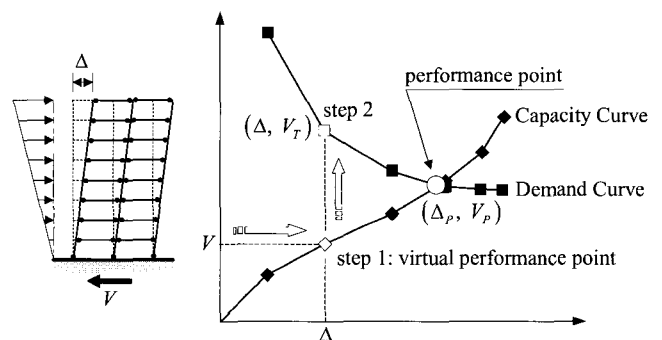 Δ
V
performance point
step 2
(Δ, V_T)
Capacity Curve
Demand Curve
(Δ_P, V_P)
V
step 1: virtual performance point
Δ